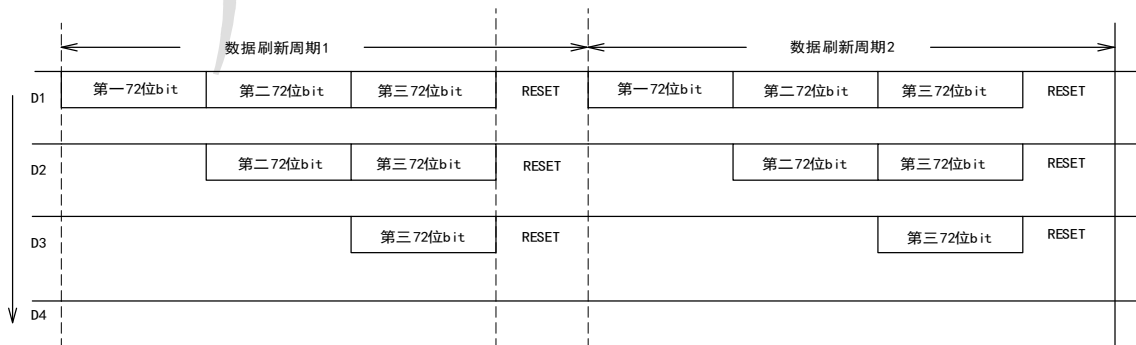 数据刷新周期1 数据刷新周期2
D1 第一72位bit 第二72位bit 第三72位bit RESET 第一72位bit 第二72位bit 第三72位bit RESET
D2 第二72位bit 第三72位bit RESET 第二72位bit 第三72位bit RESET
D3 第三72位bit RESET 第三72位bit RESET
D4